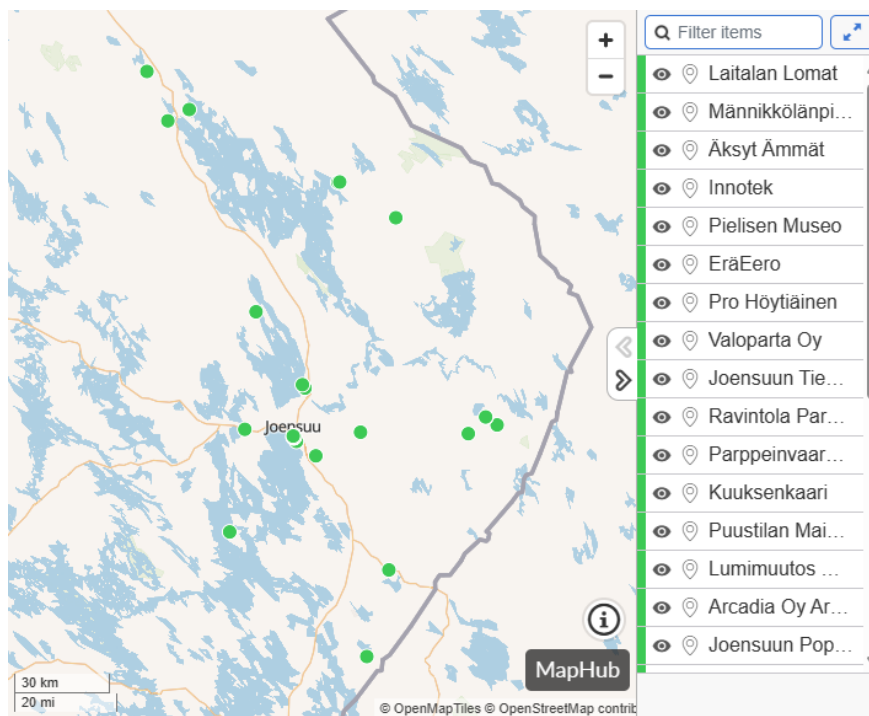 Filter items
Laitalan Lomat
Männikkölänpi...
Äksyt Ämmät
Innotek
Pielisen Museo
EräEero
Pro Höytiäinen
Valoparta Oy
Joensuun Tie...
Ravintola Par...
Parppeinvaar...
Kuuksenkaari
Puustilan Mai...
Lumimuutos ...
Arcadia Oy Ar...
Joensuun Pop...
Joensuu
MapHub
30 km
20 mi
© OpenMapTiles © OpenStreetMap contrib